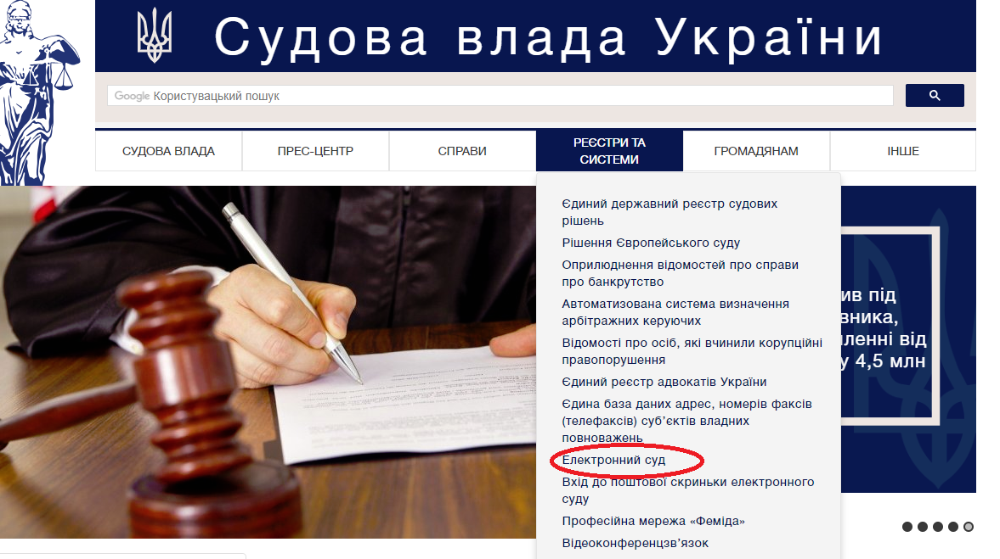 Судова влада України
Google Користувацький пошук
СУДОВА ВЛАДА
ПРЕС-ЦЕНТР
СПРАВИ
РЕЄСТРИ ТА
СИСТЕМИ
ГРОМАДЯНАМ
ІНШЕ
Єдиний державний реєстр судових
рішень
Рішення Європейського суду
Оприлюднення відомостей про справи
про банкрутство
Автоматизована система визначення
арбітражних керуючих
Відомості про осіб, які вчинили корупційні
правопорушення
Єдиний реєстр адвокатів України
Єдина база даних адрес, номерів факсів
(телефаксів) суб’єктів владних
повноважень
Електронний суд
Вхід до поштової скриньки електронного
суду
Професійна мережа «Феміда»
Відеоконференцзв’язок
ив під
вника,
ленні від
у 4,5 млн